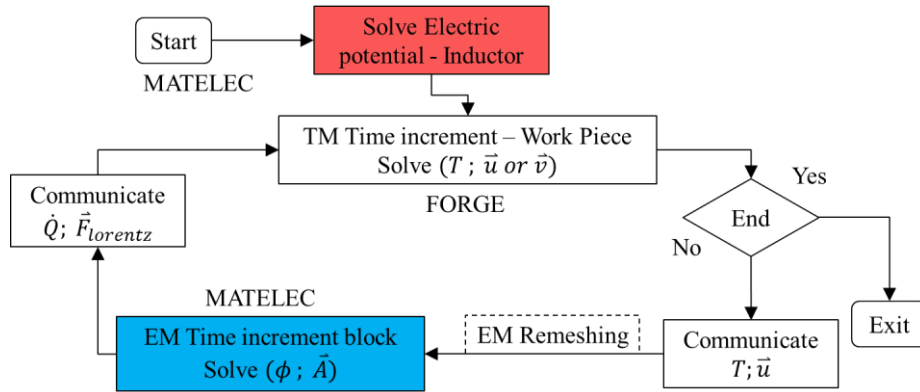 Start
Solve Electric
potential - Inductor
MATELEC
TM Time increment – Work Piece
Solve (T ; u⃗ or v⃗)
FORGE
Communicate
Q̇; F⃗lorentz
Yes
End
No
MATELEC
EM Time increment block
Solve (ϕ ; A⃗)
EM Remeshing
Communicate
T; u⃗
Exit